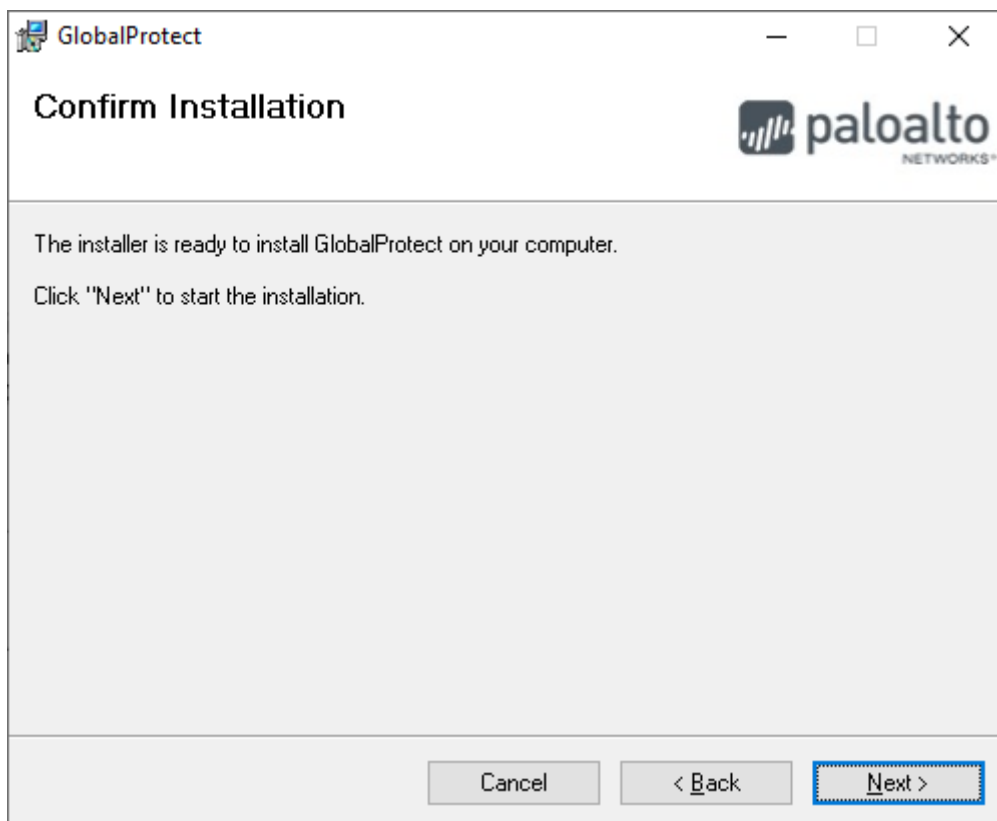 GlobalProtect
Confirm Installation
paloalto
NETWORKS®
The installer is ready to install GlobalProtect on your computer.
Click "Next" to start the installation.
Cancel
< Back
Next >